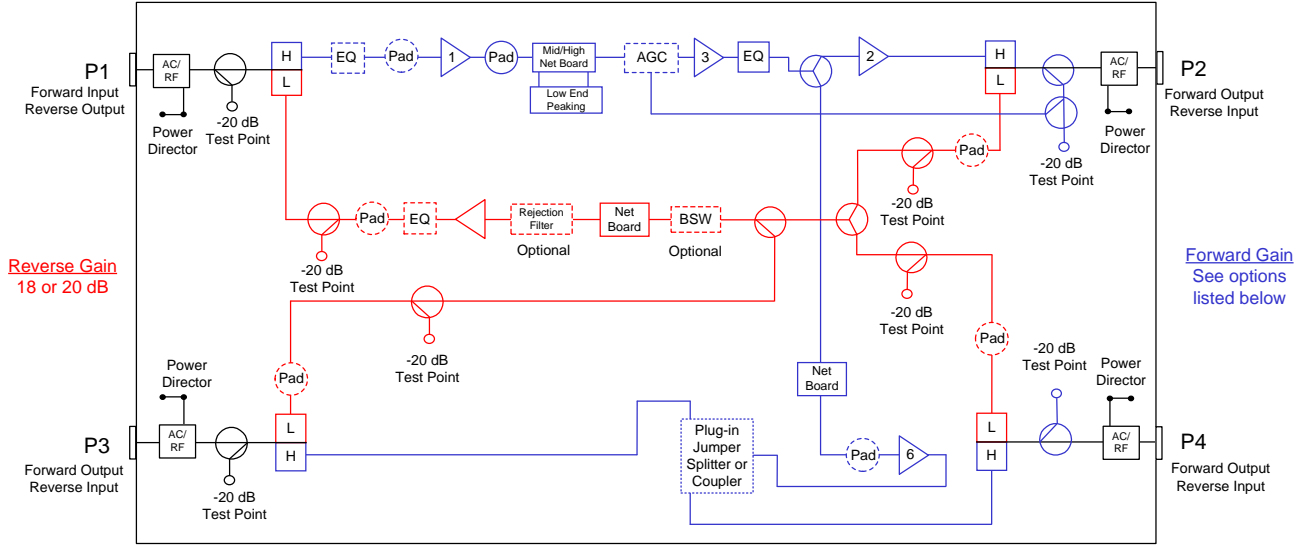 P1
Forward Input
Reverse Output
AC/
RF
Power
Director
-20 dB
Test Point
H
L
EQ
Pad
1
Pad
Mid/High
Net Board
Low End
Peaking
AGC
3
EQ
2
H
L
AC/
RF
P2
Forward Output
Reverse Input
Power
Director
-20 dB
Test Point
Pad
-20 dB
Test Point
Pad
EQ
Rejection
Filter
Optional
Net
Board
BSW
Optional
-20 dB
Test Point
-20 dB
Test Point
Reverse Gain
18 or 20 dB
Forward Gain
See options
listed below
-20 dB
Test Point
Pad
Pad
Net
Board
-20 dB
Test Point
Power
Director
Power
Director
P3
Forward Output
Reverse Input
AC/
RF
-20 dB
Test Point
L
H
Plug-in
Jumper
Splitter or
Coupler
Pad
6
L
H
AC/
RF
P4
Forward Output
Reverse Input